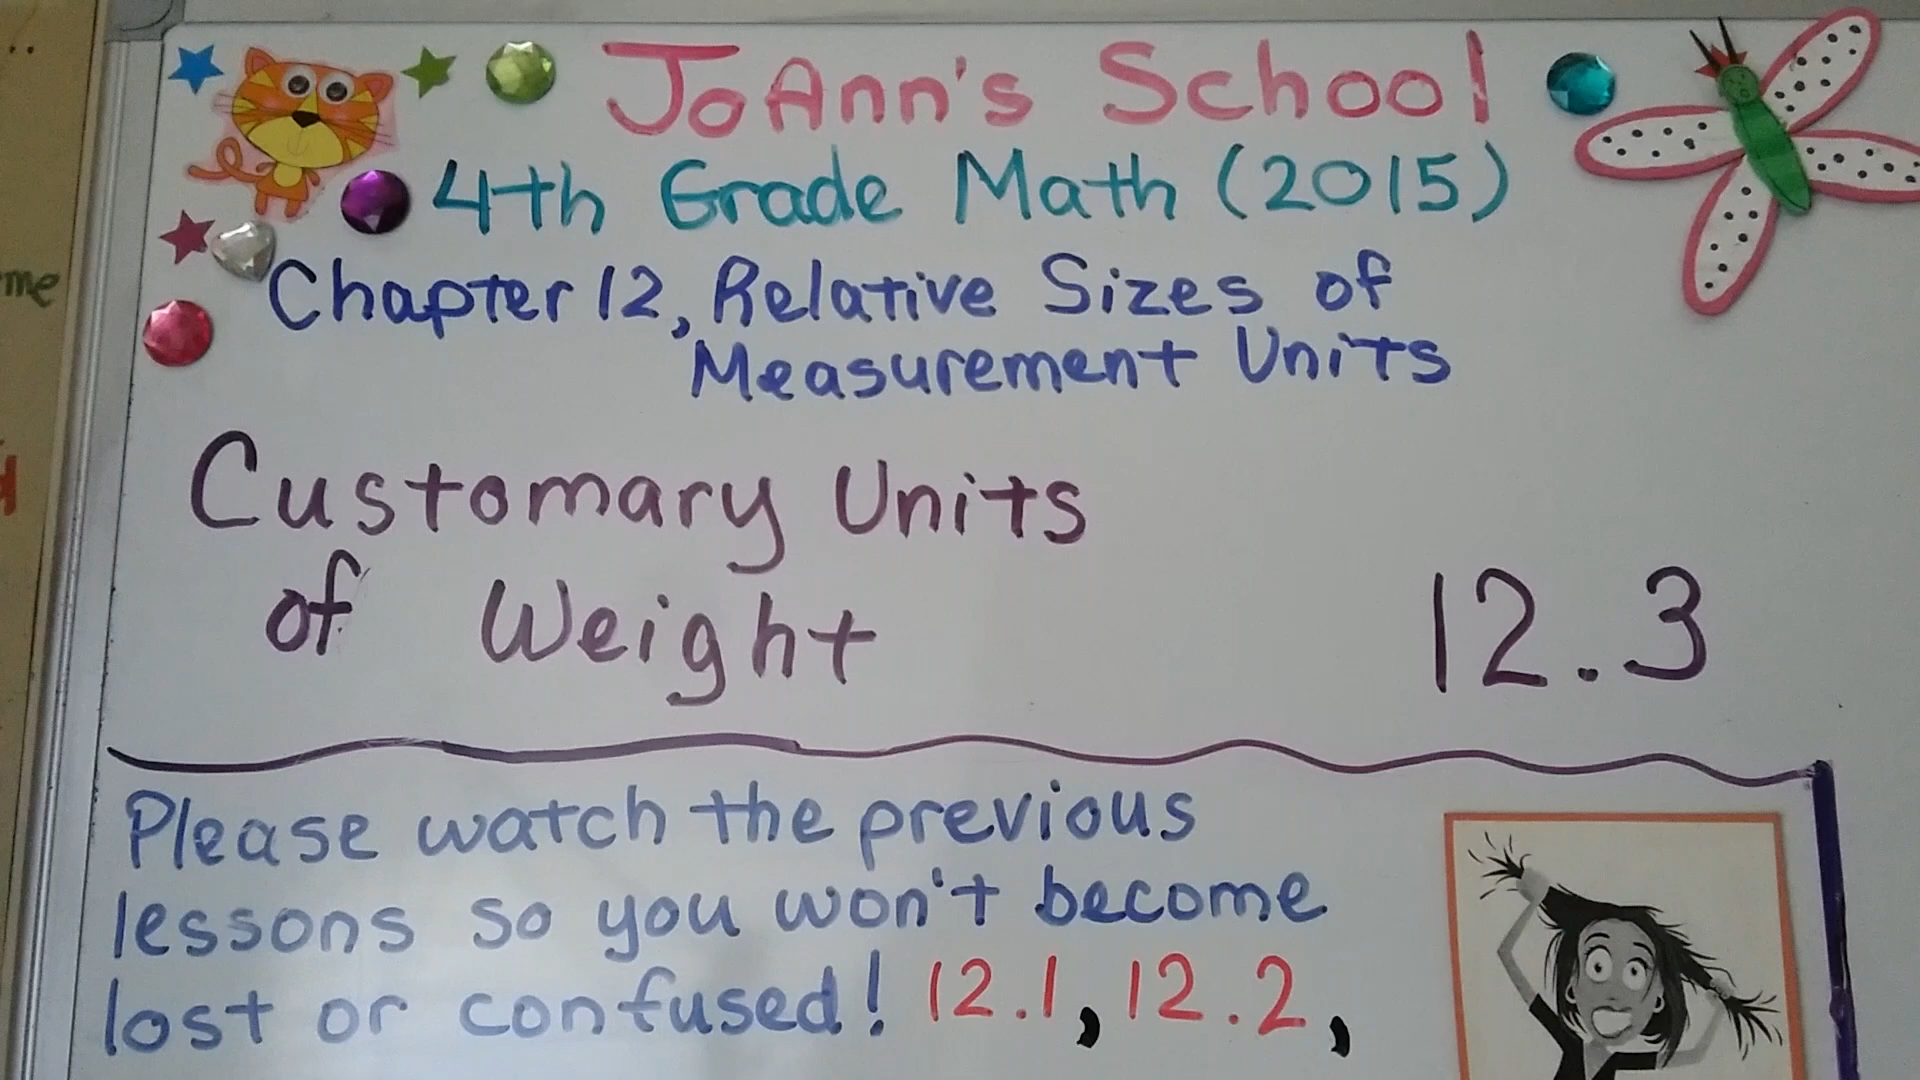 JoAnn's School
4th Grade Math (2015)
Chapter 12, Relative Sizes of
Measurement Units
Customary Units
of Weight
12.3
Please watch the previous
lessons so you won't become
lost or confused! 12.1, 12.2,
me